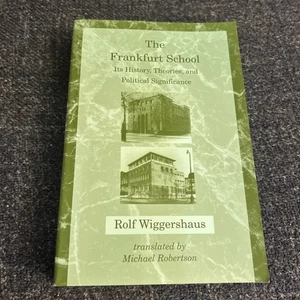 The
Frankfurt School
Its History, Theories, and
Political Significance
Rolf Wiggershaus
translated by
Michael Robertson